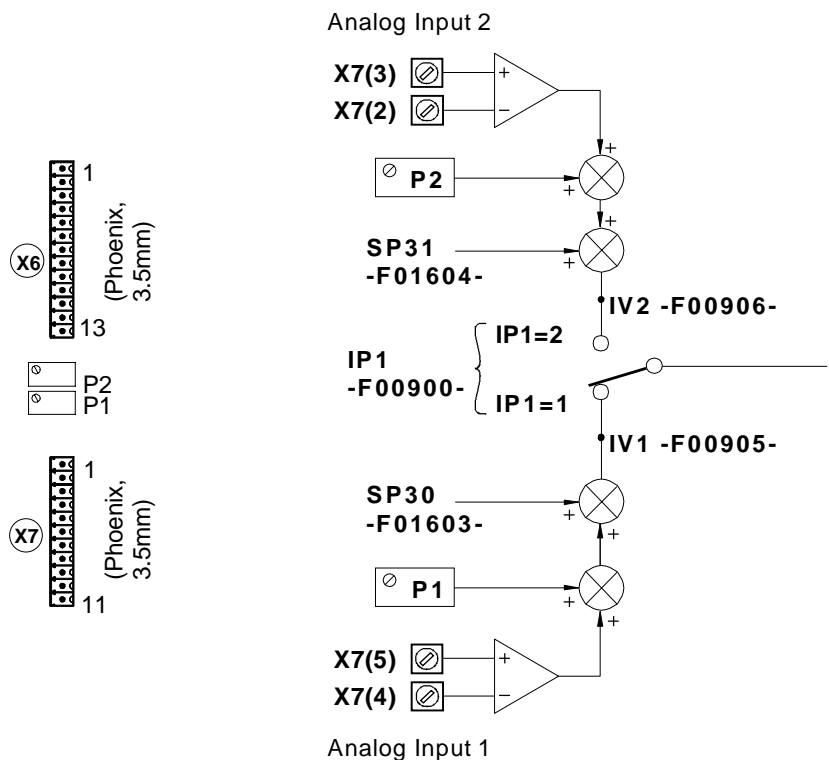 Analog Input 2
X7(3)
+
X7(2)
−
+
P2
+
+
SP31
-F01604-
+
IV2 -F00906-
IP1=2
IP1
-F00900-
IP1=1
IV1 -F00905-
SP30
-F01603-
+
+
P1
+
+
X7(5)
+
X7(4)
−
Analog Input 1
1
X6
(Phoenix,
3.5mm)
13
P2
P1
1
X7
(Phoenix,
3.5mm)
11